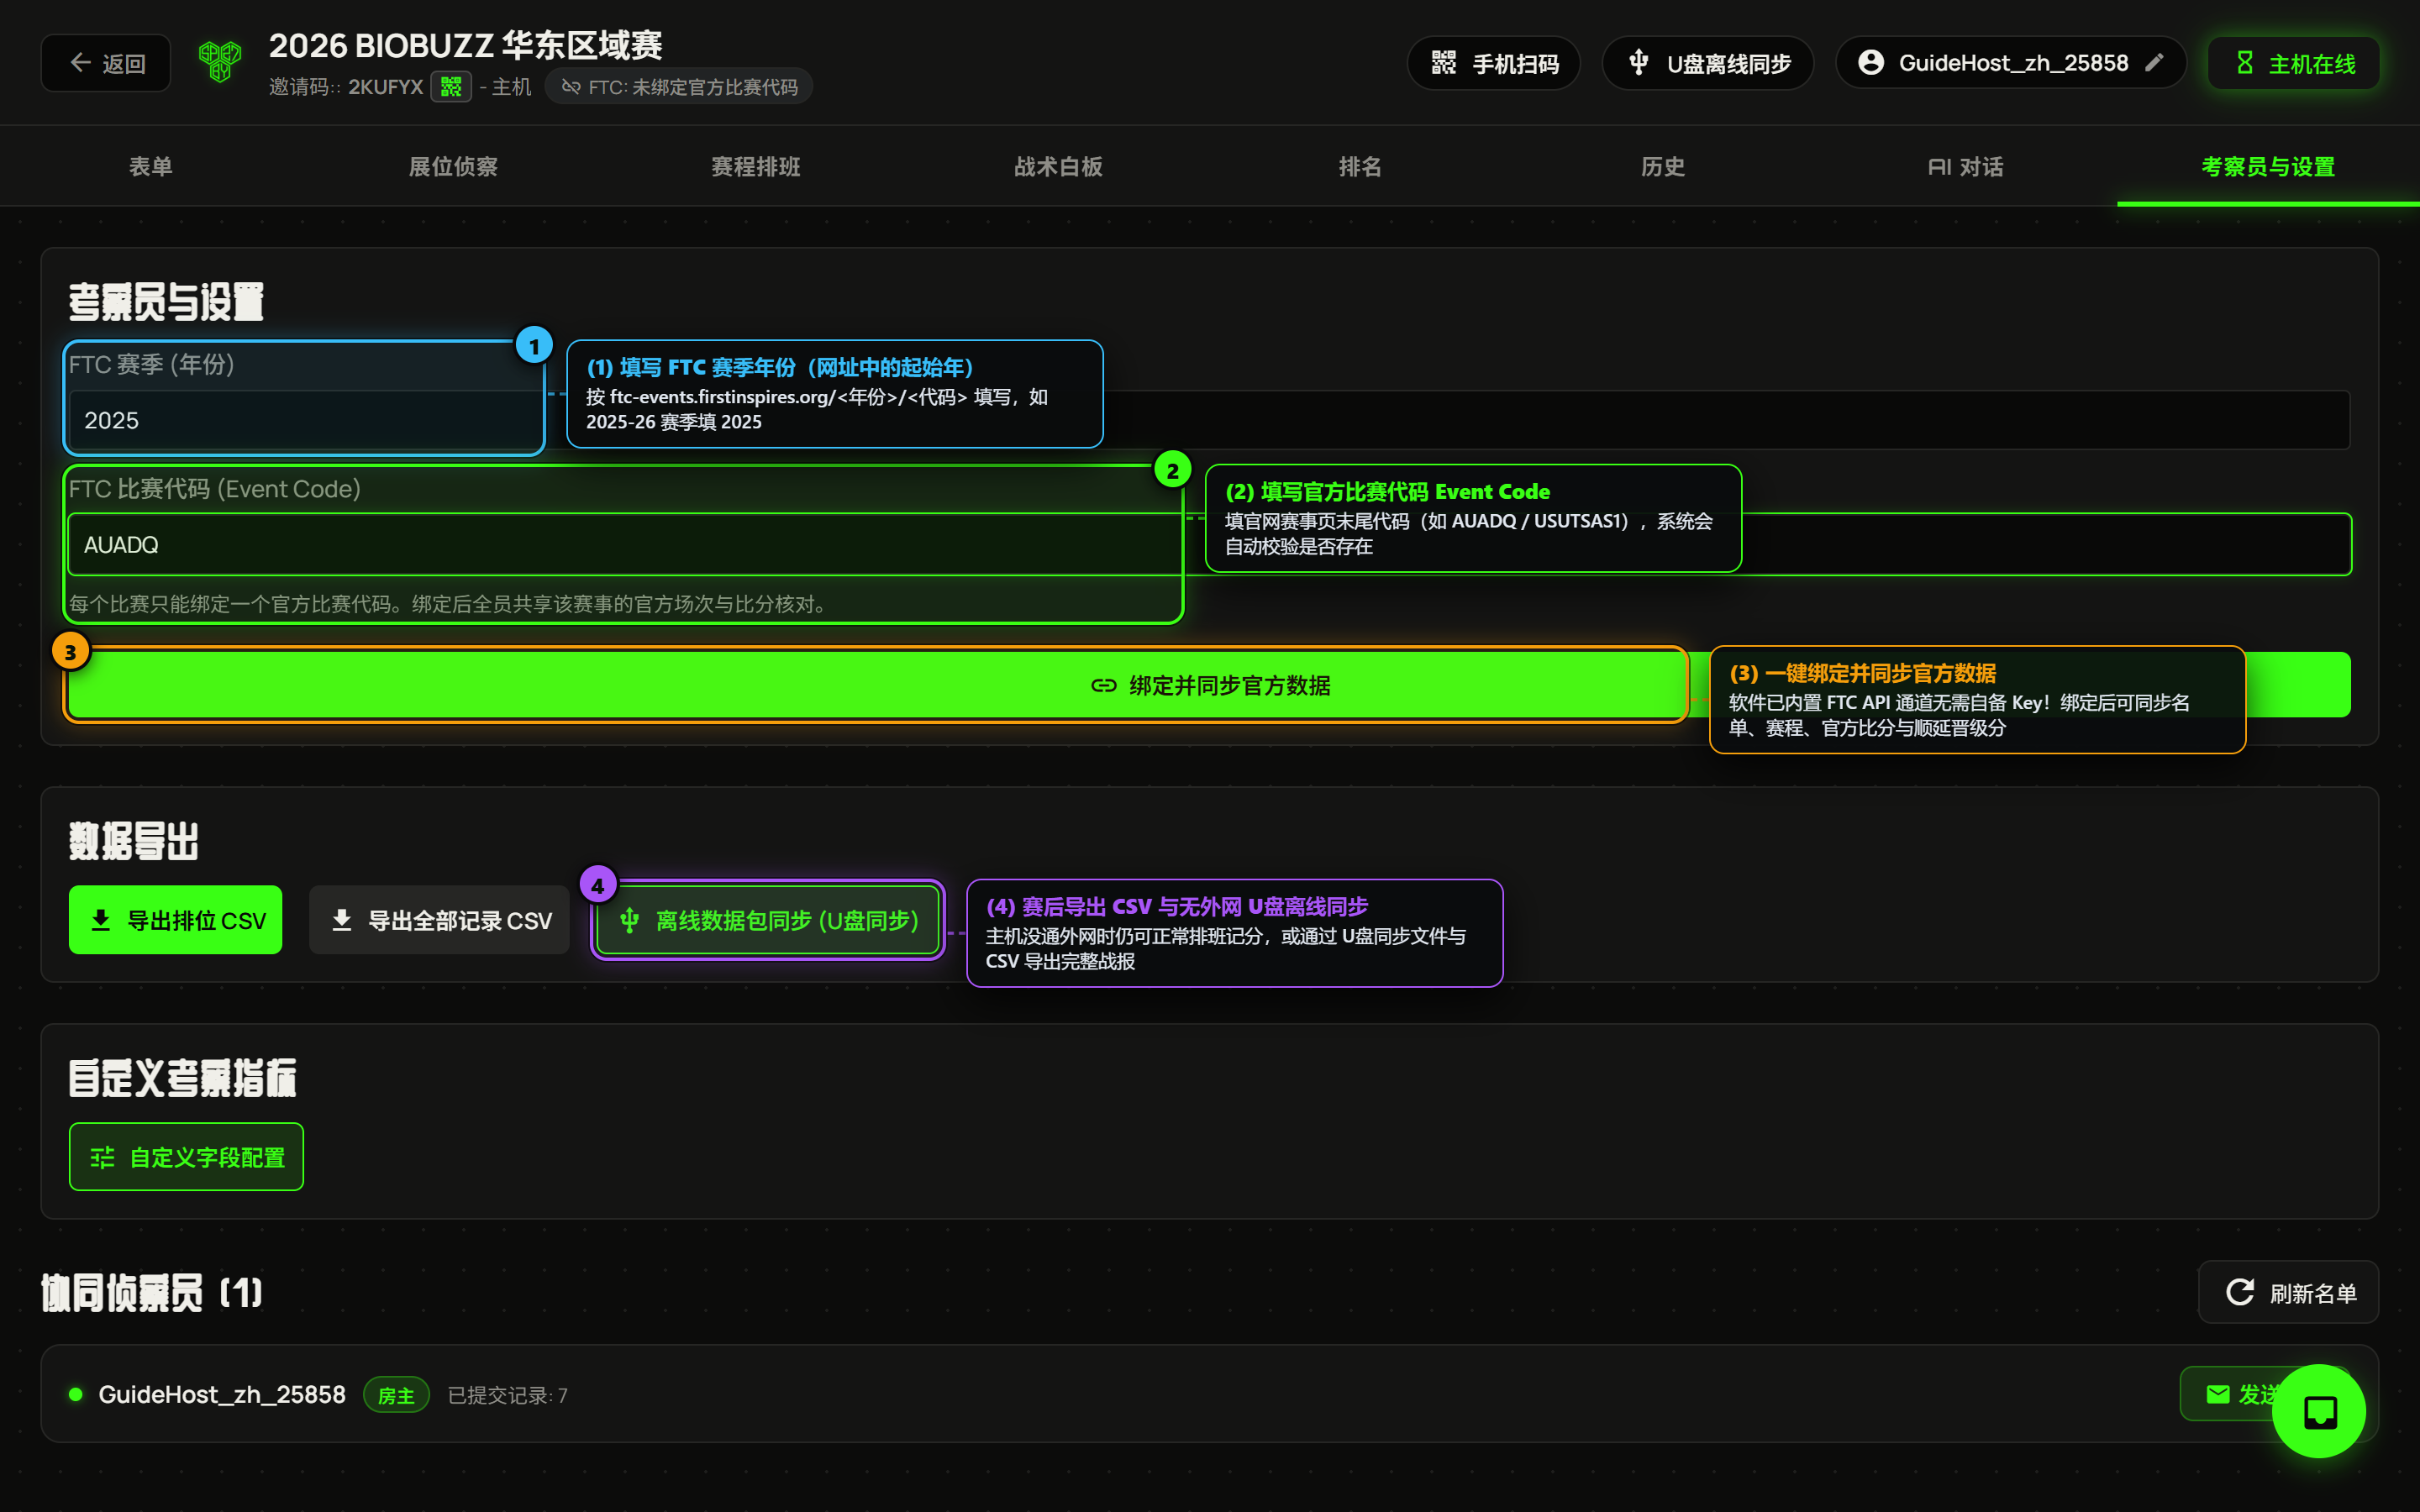 返回
2026 BIOBUZZ 华东区域赛
邀请码:: 2KUFYX - 主机 FTC: 未绑定官方比赛代码
手机扫码
U盘离线同步
GuideHost_zh_25858
主机在线
表单
展位侦察
赛程排班
战术白板
排名
历史
AI 对话
考察员与设置
考察员与设置
FTC 赛季 (年份)
2025
1
(1) 填写 FTC 赛季年份（网址中的起始年）
按 ftc-events.firstinspires.org/<年份>/<代码> 填写，如
2025-26 赛季填 2025
FTC 比赛代码 (Event Code)
AUADQ
每个比赛只能绑定一个官方比赛代码。绑定后全员共享该赛事的官方场次与比分核对。
2
(2) 填写官方比赛代码 Event Code
填官网赛事页末尾代码（如 AUADQ / USUTSAS1），系统会
自动校验是否存在
3
绑定并同步官方数据
(3) 一键绑定并同步官方数据
软件已内置 FTC API 通道无需自备 Key！绑定后可同步名
单、赛程、官方比分与顺延晋级分
数据导出
导出排位 CSV
导出全部记录 CSV
4
离线数据包同步 (U盘同步)
(4) 赛后导出 CSV 与无外网 U盘离线同步
主机没通外网时仍可正常排班记分，或通过 U盘同步文件与
CSV 导出完整战报
自定义考察指标
自定义字段配置
协同侦察员 (1)
刷新名单
GuideHost_zh_25858
房主
已提交记录: 7
发送